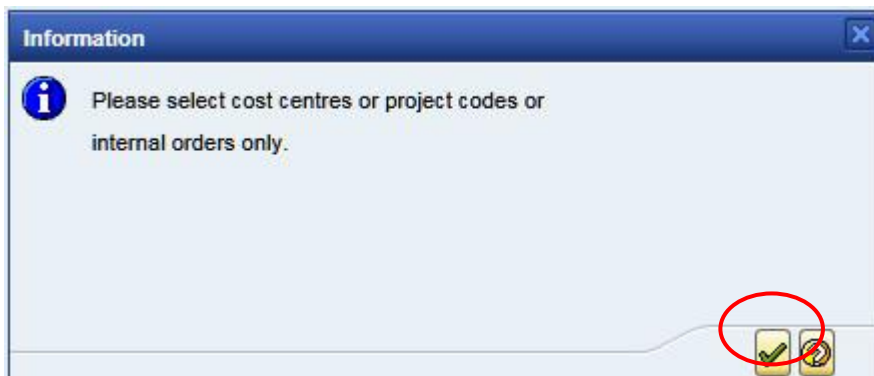 Information
Please select cost centres or project codes or
internal orders only.